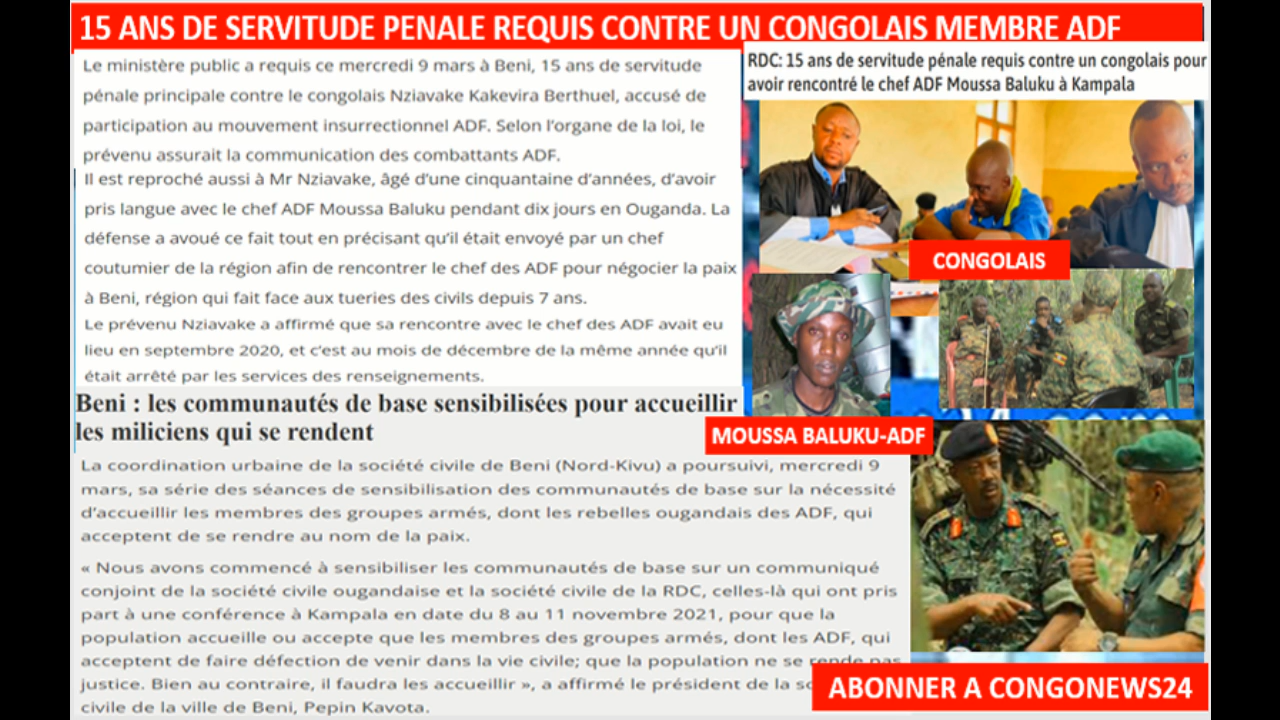 15 ANS DE SERVITUDE PENALE REQUIS CONTRE UN CONGOLAIS MEMBRE ADF
Le ministère public a requis ce mercredi 9 mars à Beni, 15 ans de servitude
pénale principale contre le congolais Nziavake Kakevira Berthuel, accusé de
participation au mouvement insurrectionnel ADF. Selon l'organe de la loi, le
prévenu assurait la communication des combattants ADF.
Il est reproché aussi à Mr Nziavake, âgé d'une cinquantaine d'années, d'avoir
pris langue avec le chef ADF Moussa Baluku pendant dix jours en Ouganda. La
défense a avoué ce fait tout en précisant qu'il était envoyé par un chef
coutumier de la région afin de rencontrer le chef des ADF pour négocier la paix
à Beni, région qui fait face aux tueries des civils depuis 7 ans.
Le prévenu Nziavake a affirmé que sa rencontre avec le chef des ADF avait eu
lieu en septembre 2020, et c'est au mois de décembre de la même année qu'il
était arrêté par les services des renseignements.
Beni : les communautés de base sensibilisées pour accueillir
les miliciens qui se rendent
La coordination urbaine de la société civile de Beni (Nord-Kivu) a poursuivi, mercredi 9
mars, sa série des séances de sensibilisation des communautés de base sur la nécessité
d'accueillir les membres des groupes armés, dont les rebelles ougandais des ADF, qui
acceptent de se rendre au nom de la paix.
« Nous avons commencé à sensibiliser les communautés de base sur un communiqué
conjoint de la société civile ougandaise et la société civile de la RDC, celles-là qui ont pris
part à une conférence à Kampala en date du 8 au 11 novembre 2021, pour que la
population accueille ou accepte que les membres des groupes armés, dont les ADF, qui
acceptent de faire défection de venir dans la vie civile; que la population ne se rende pas
justice. Bien au contraire, il faudra les accueillir », a affirmé le président de la
civile de la ville de Beni, Pepin Kavota.
RDC: 15 ans de servitude pénale requis contre un congolais pour
avoir rencontré le chef ADF Moussa Baluku à Kampala
CONGOLAIS
MOUSSA BALUKU-ADF
ABONNER A CONGONEWS24